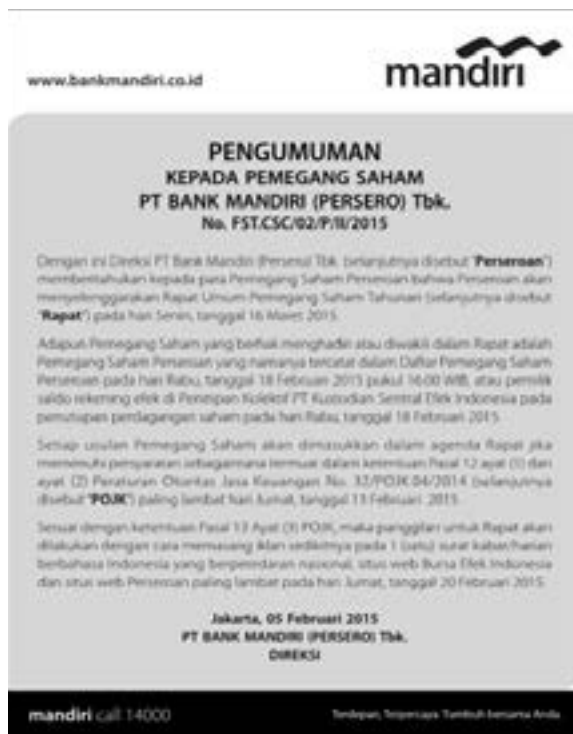 www.bankmandiri.co.id
mandiri
PENGUMUMAN
KEPADA PEMEGANG SAHAM
PT BANK MANDIRI (PERSERO) Tbk.
No. FST.CSC/02/P/II/2015
Dengan ini Direksi PT Bank Mandiri (Persero) Tbk. (selanjutnya disebut "Perseroan")
memberitahukan kepada para Pemegang Saham Perseroan bahwa Perseroan akan
menyelenggarakan Rapat Umum Pemegang Saham Tahunan (selanjutnya disebut
"Rapat") pada hari Senin, tanggal 16 Maret 2015.
Adapun Pemegang Saham yang berhak menghadiri atau diwakili dalam Rapat adalah
Pemegang Saham Perseroan yang namanya tercatat dalam Daftar Pemegang Saham
Perseroan pada hari Rabu, tanggal 18 Februari 2015 pukul 16.00 WIB, atau pemilik
saldo rekening efek di Penitipan Kolektif PT Kustodian Sentral Efek Indonesia pada
penutupan perdagangan saham pada hari Rabu, tanggal 18 Februari 2015.
Setiap usulan Pemegang Saham akan dimasukkan dalam agenda Rapat jika
memenuhi persyaratan sebagaimana termuat dalam ketentuan Pasal 12 ayat (1) dan
ayat (2) Peraturan Otoritas Jasa Keuangan No. 32/POJK.04/2014 (selanjutnya
disebut "POJK") paling lambat hari Jumat, tanggal 13 Februari 2015.
Sesuai dengan ketentuan Pasal 13 Ayat (3) POJK, maka panggilan untuk Rapat akan
dilakukan dengan cara memasang iklan sedikitnya pada 1 (satu) surat kabar/harian
berbahasa Indonesia yang berperedaran nasional, situs web Bursa Efek Indonesia
dan situs web Perseroan paling lambat pada hari Jumat, tanggal 20 Februari 2015.
Jakarta, 05 Februari 2015
PT BANK MANDIRI (PERSERO) Tbk.
DIREKSI
mandiri call 14000
Terdepan, Terpercaya. Tumbuh bersama Anda.